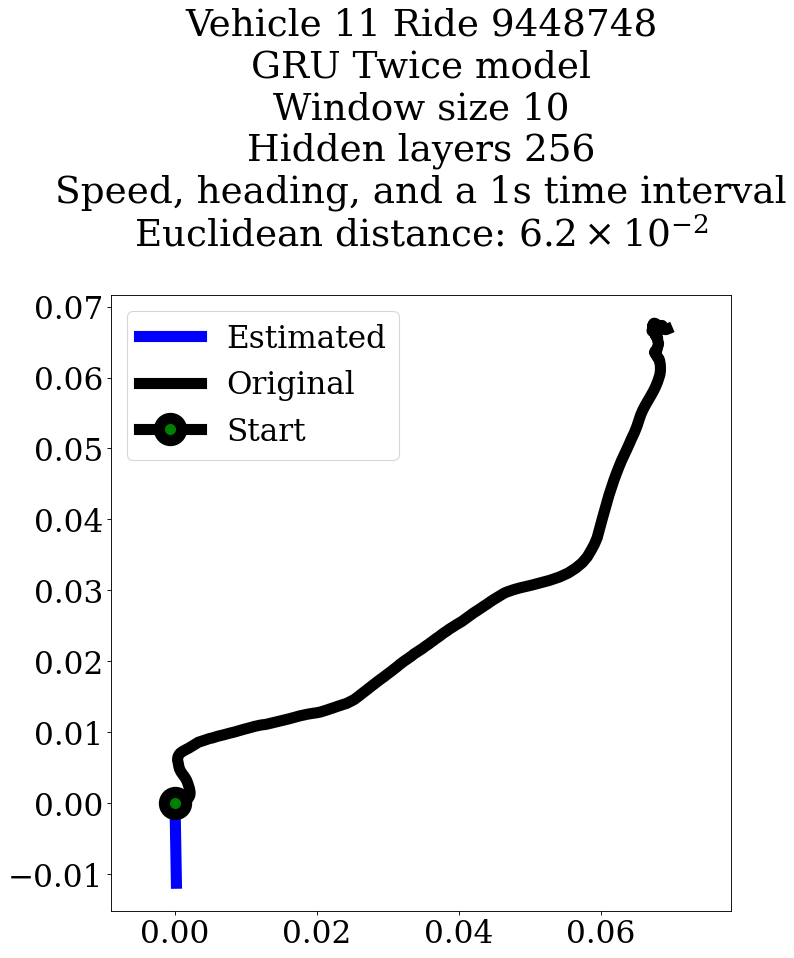 Vehicle 11 Ride 9448748
GRU Twice model
Window size 10
Hidden layers 256
Speed, heading, and a 1s time interval
Euclidean distance: 6.2 × 10⁻²
Estimated
Original
Start
0.07
0.06
0.05
0.04
0.03
0.02
0.01
0.00
−0.01
0.00 0.02 0.04 0.06